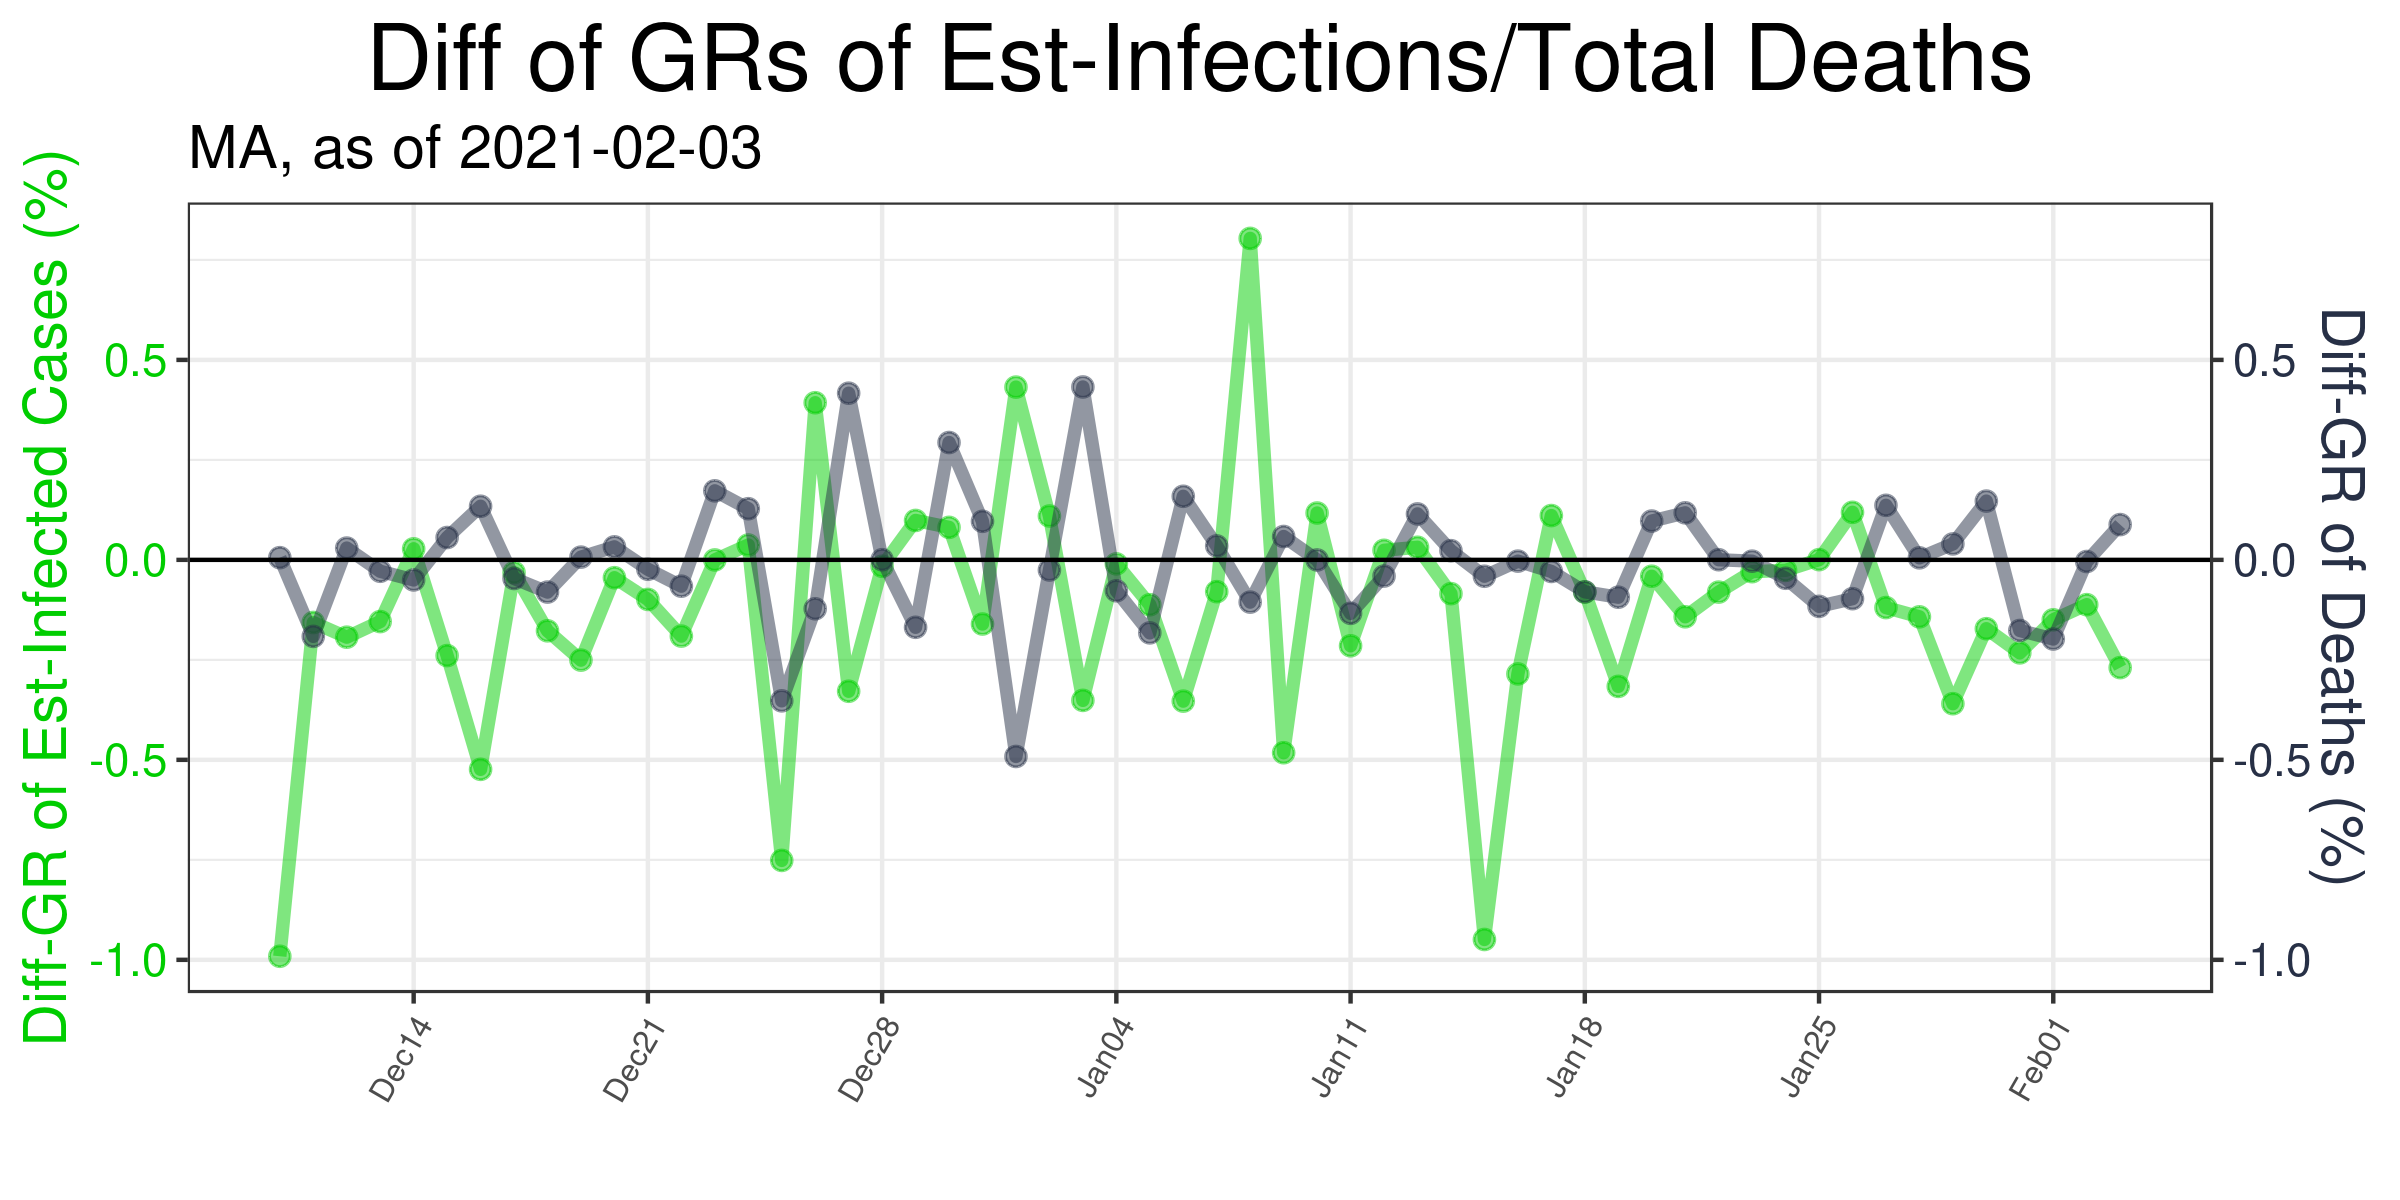 Diff of GRs of Est-Infections/Total Deaths
MA, as of 2021-02-03
Diff-GR of Est-Infected Cases (%)
0.5
0.0
-0.5
-1.0
0.5
0.0
-0.5
-1.0
Diff-GR of Deaths (%)
Dec14
Dec21
Dec28
Jan04
Jan11
Jan18
Jan25
Feb01